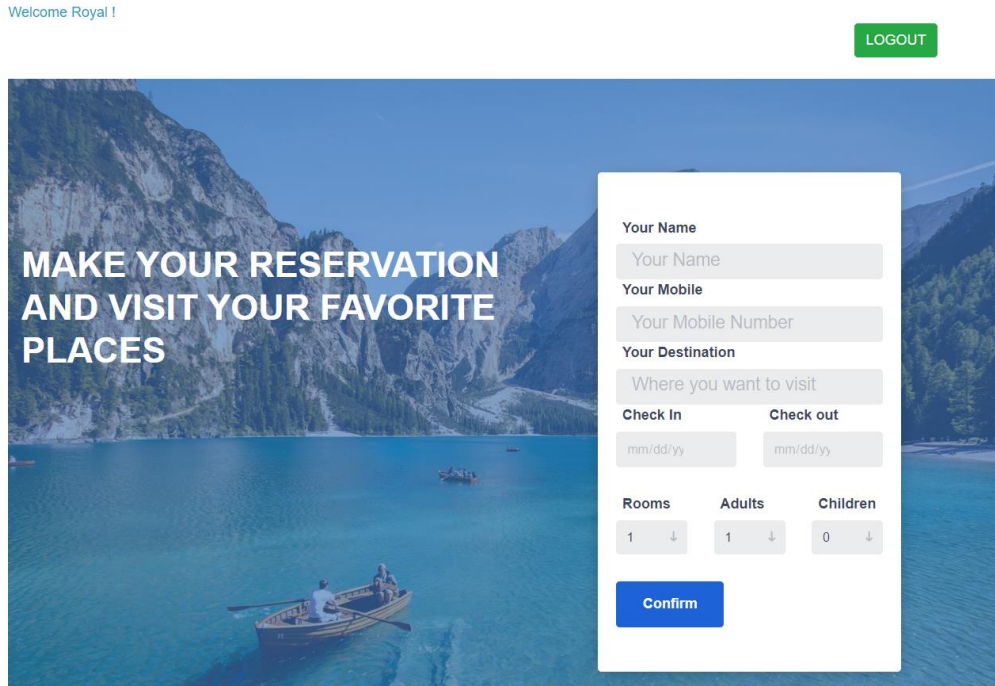 Welcome Royal !
LOGOUT
MAKE YOUR RESERVATION
AND VISIT YOUR FAVORITE
PLACES
Your Name
Your Name
Your Mobile
Your Mobile Number
Your Destination
Where you want to visit
Check In Check out
mm/dd/yy mm/dd/yy
Rooms Adults Children
1 1 0
Confirm